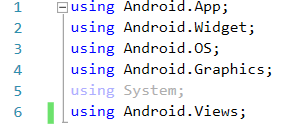 1 using Android.App;
2 using Android.Widget;
3 using Android.OS;
4 using Android.Graphics;
5 using System;
6 using Android.Views;